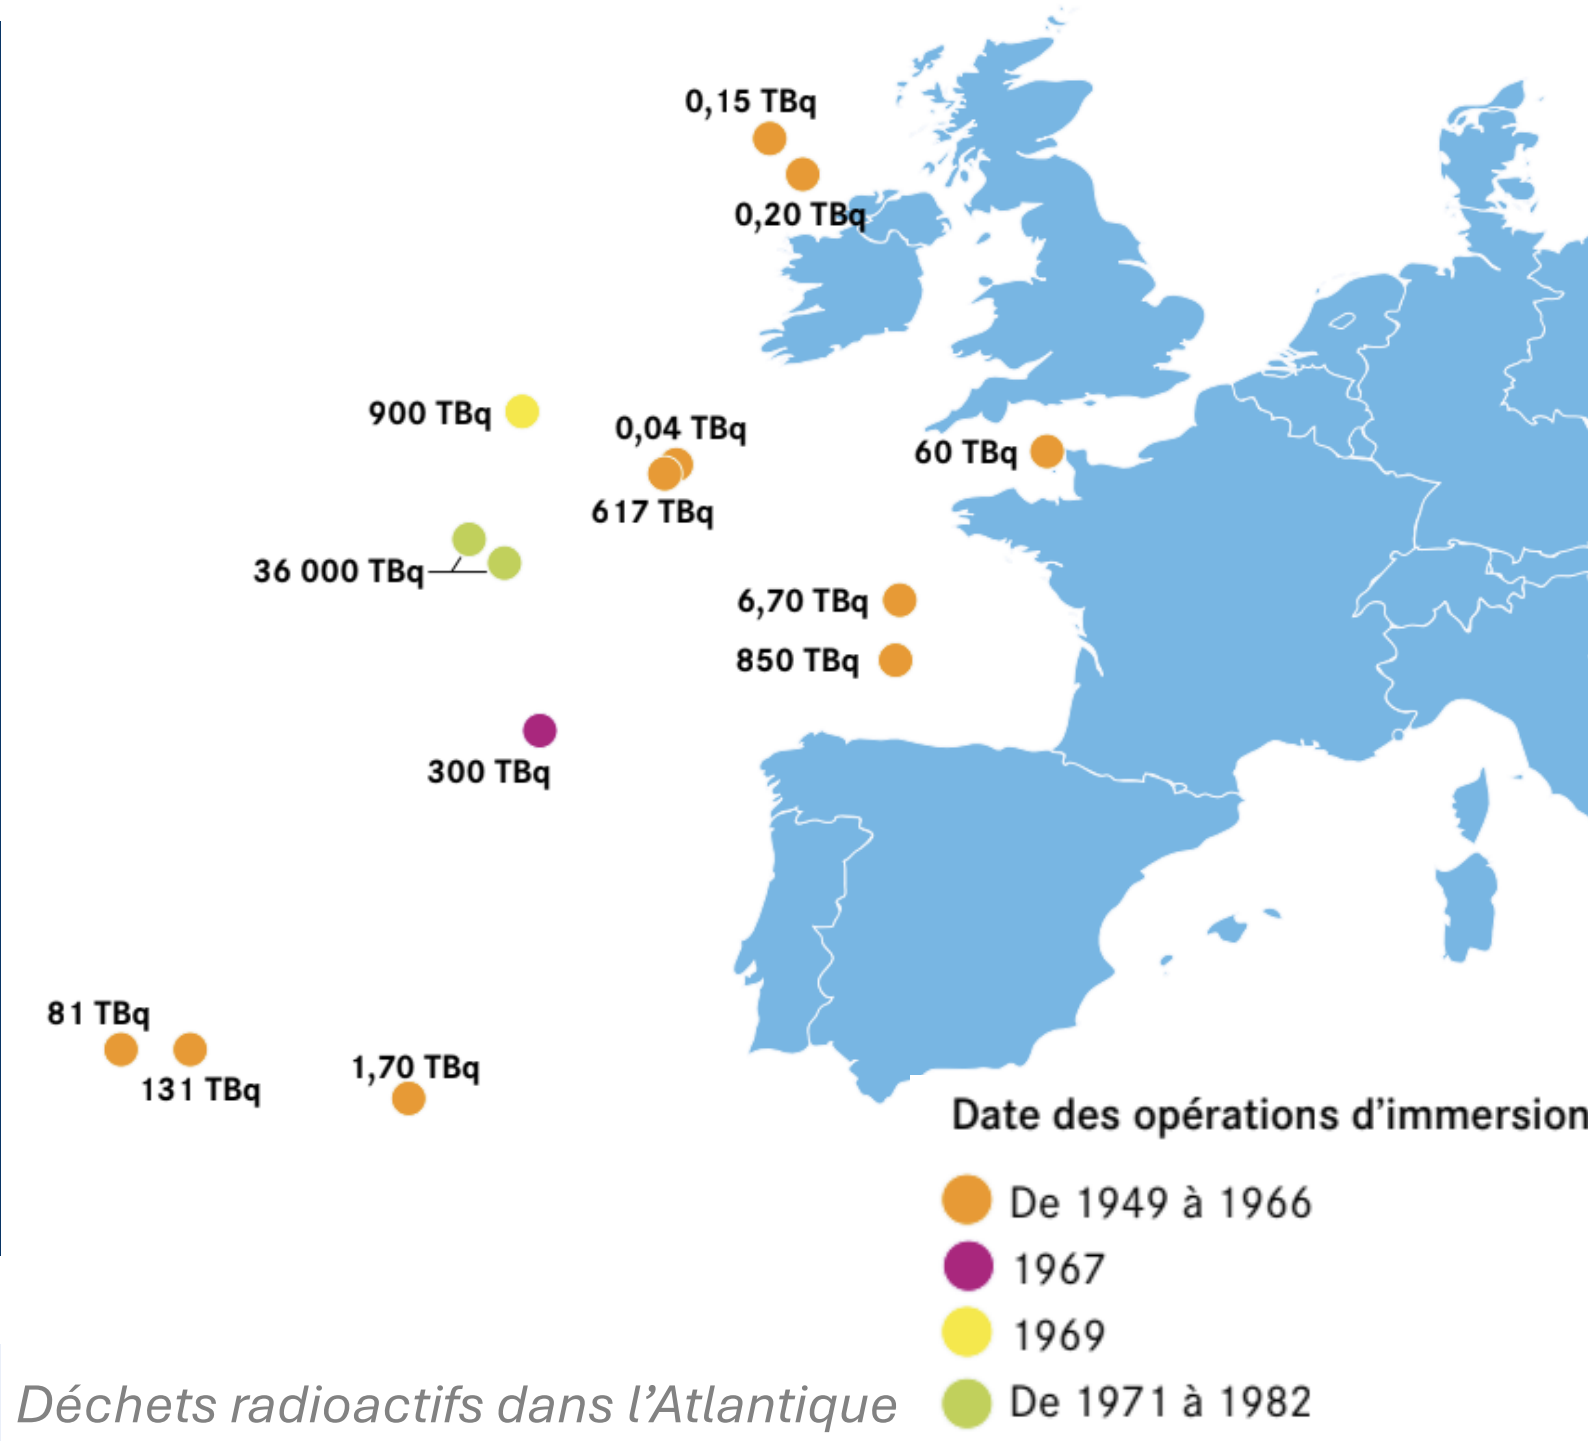 0,15 TBq
0,20 TBq
900 TBq
0,04 TBq
60 TBq
617 TBq
36 000 TBq
6,70 TBq
850 TBq
300 TBq
81 TBq
131 TBq
1,70 TBq
Date des opérations d’immersion
De 1949 à 1966
1967
1969
De 1971 à 1982
Déchets radioactifs dans l’Atlantique